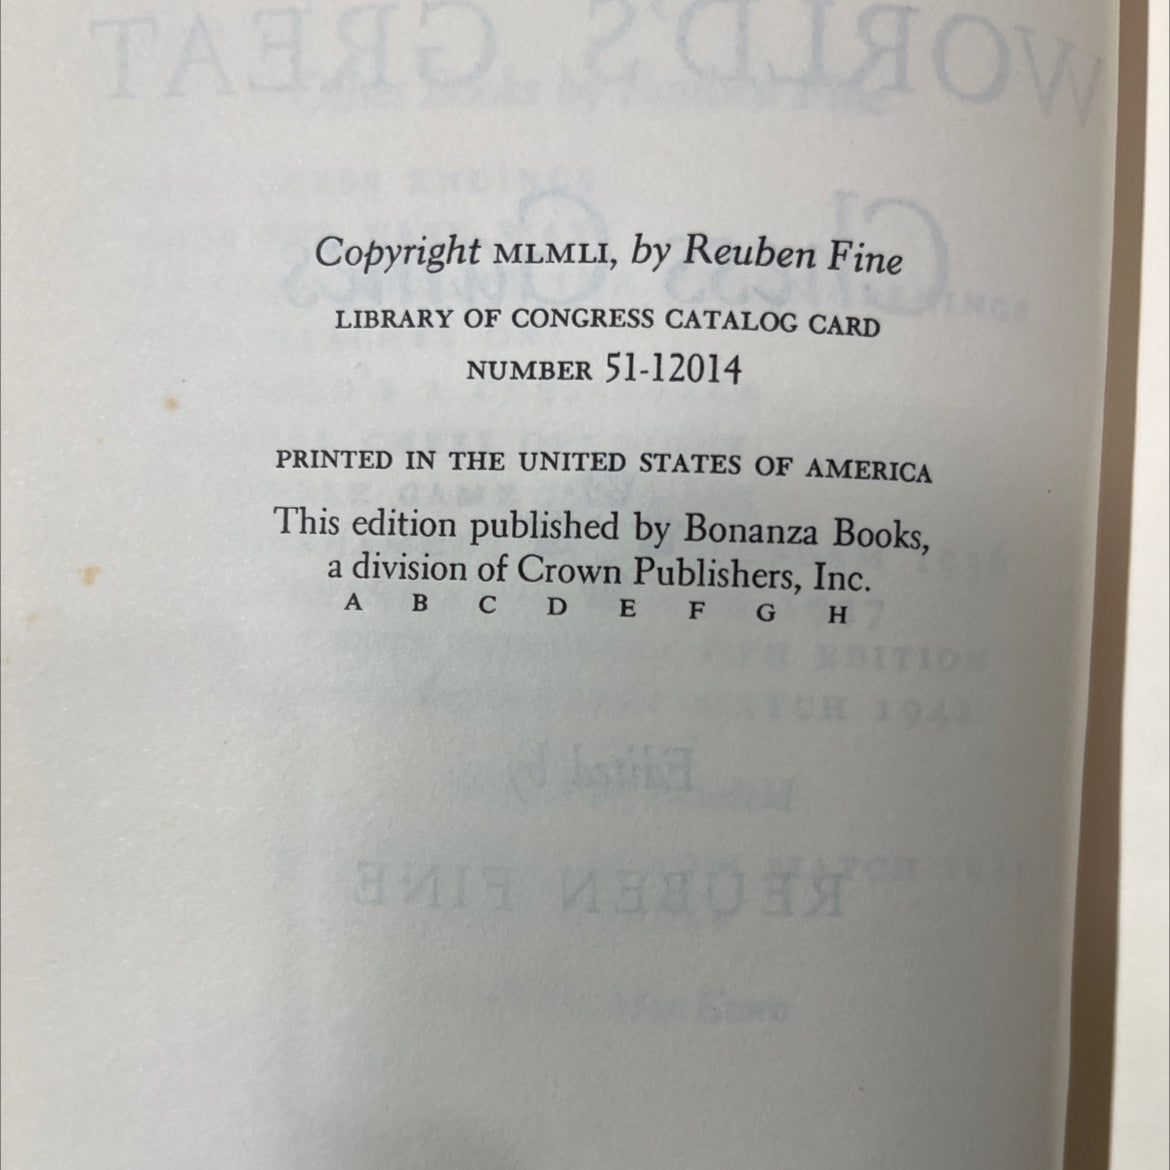 Copyright MLMLI, by Reuben Fine
LIBRARY OF CONGRESS CATALOG CARD
NUMBER 51-12014
PRINTED IN THE UNITED STATES OF AMERICA
This edition published by Bonanza Books,
a division of Crown Publishers, Inc.
A B C D E F G H